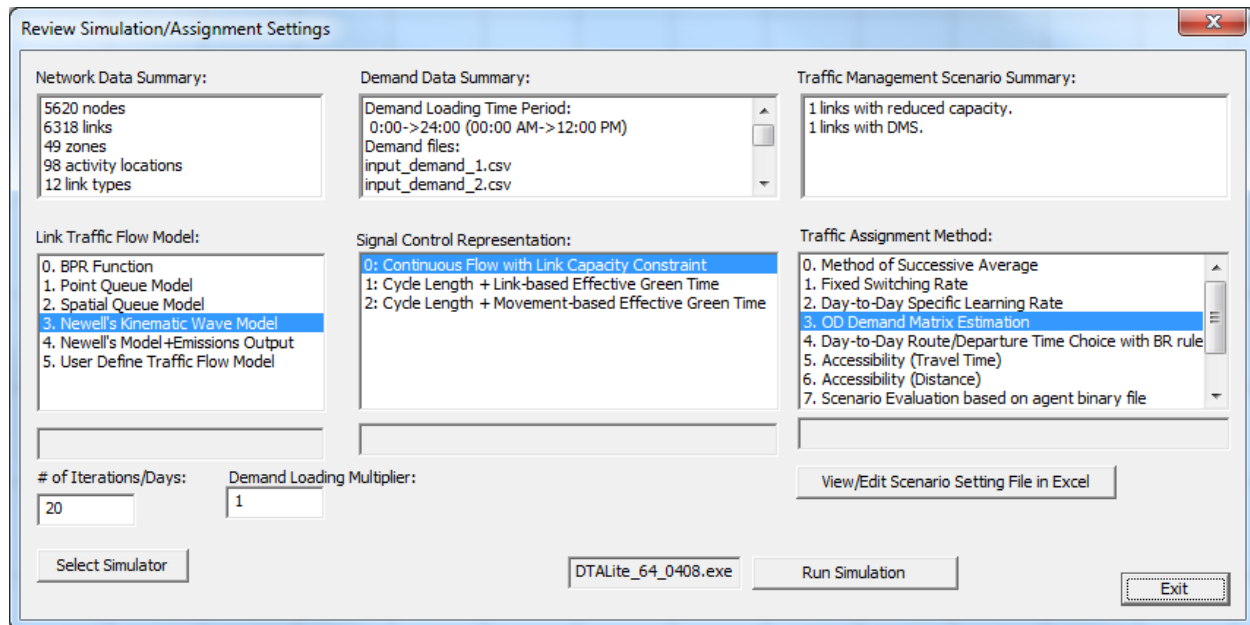 Review Simulation/Assignment Settings
Network Data Summary:
5620 nodes
6318 links
49 zones
98 activity locations
12 link types
Demand Data Summary:
Demand Loading Time Period:
0:00->24:00 (00:00 AM->12:00 PM)
Demand files:
input_demand_1.csv
input_demand_2.csv
Traffic Management Scenario Summary:
1 links with reduced capacity.
1 links with DMS.
Link Traffic Flow Model:
0. BPR Function
1. Point Queue Model
2. Spatial Queue Model
3. Newell's Kinematic Wave Model
4. Newell's Model+Emissions Output
5. User Define Traffic Flow Model
Signal Control Representation:
0: Continuous Flow with Link Capacity Constraint
1: Cycle Length + Link-based Effective Green Time
2: Cycle Length + Movement-based Effective Green Time
Traffic Assignment Method:
0. Method of Successive Average
1. Fixed Switching Rate
2. Day-to-Day Specific Learning Rate
3. OD Demand Matrix Estimation
4. Day-to-Day Route/Departure Time Choice with BR rule
5. Accessibility (Travel Time)
6. Accessibility (Distance)
7. Scenario Evaluation based on agent binary file
# of Iterations/Days:
20
Demand Loading Multiplier:
1
View/Edit Scenario Setting File in Excel
Select Simulator
DTALite_64_0408.exe
Run Simulation
Exit